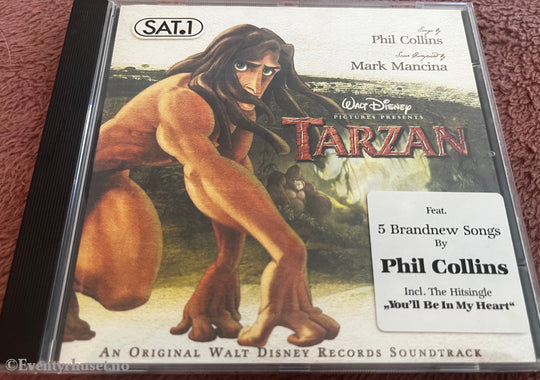 SAT.1
Songs by
Phil Collins
Score Composed by
Mark Mancina
WALT DISNEY
PICTURES PRESENTS
TARZAN
Feat.
5 Brandnew Songs
By
Phil Collins
Incl. The Hitsingle
„You'll Be In My Heart“
AN ORIGINAL WALT DISNEY RECORDS SOUNDTRACK
©Eventyrhuset.no